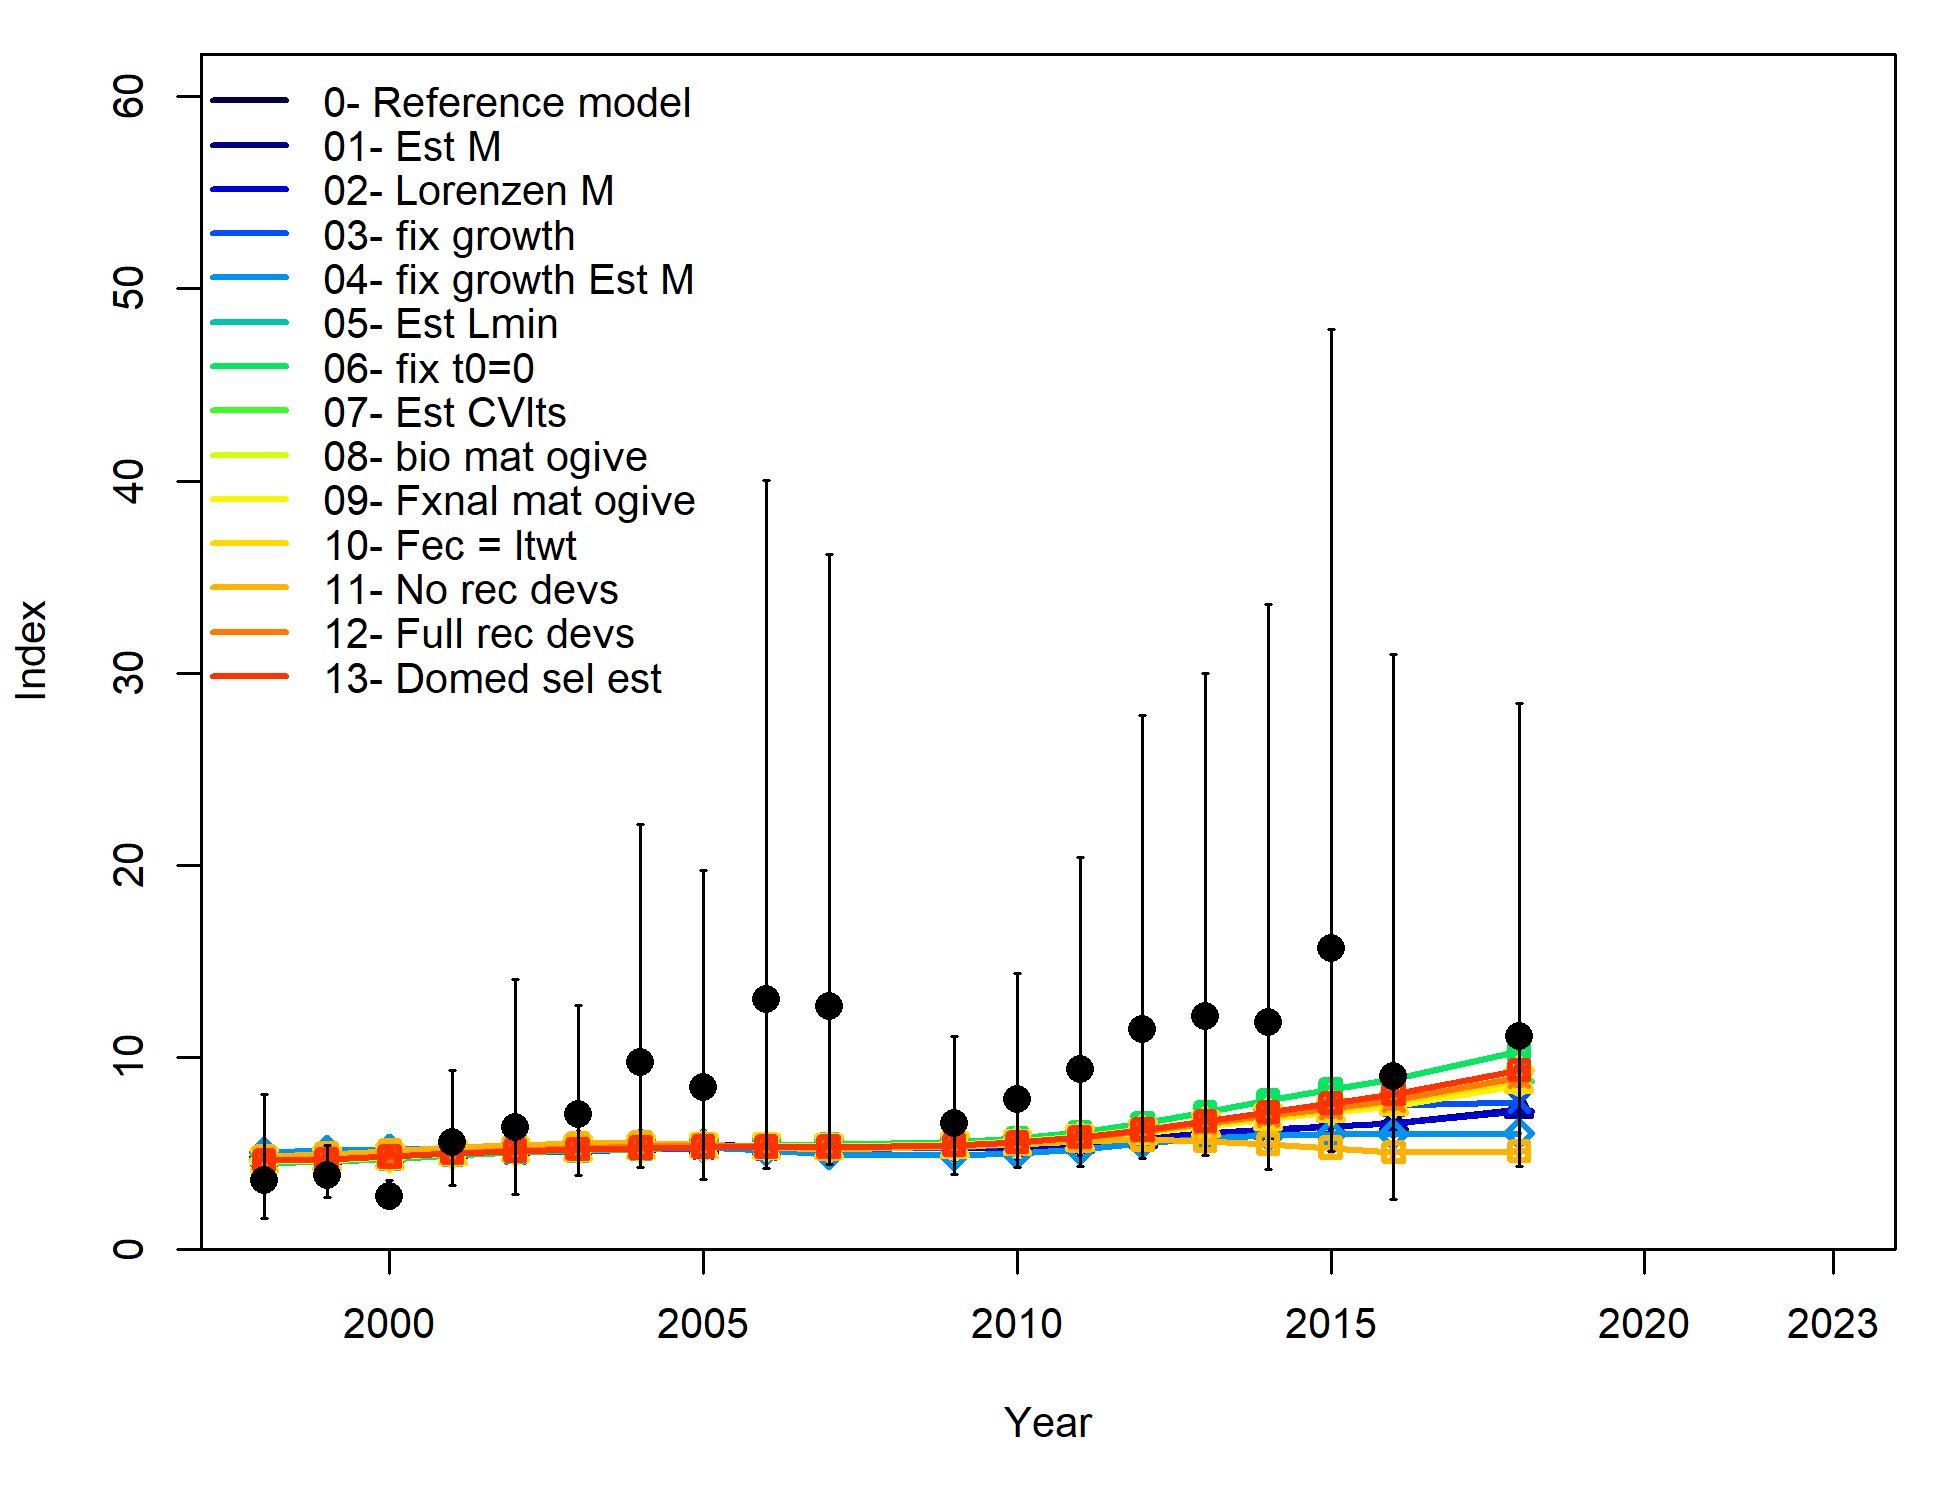 0- Reference model
01- Est M
02- Lorenzen M
03- fix growth
04- fix growth Est M
05- Est Lmin
06- fix t0=0
07- Est CVlts
08- bio mat ogive
09- Fxnal mat ogive
10- Fec = ltwt
11- No rec devs
12- Full rec devs
13- Domed sel est
60
50
40
30
20
10
0
Index
2000 2005 2010 2015 2020 2023
Year